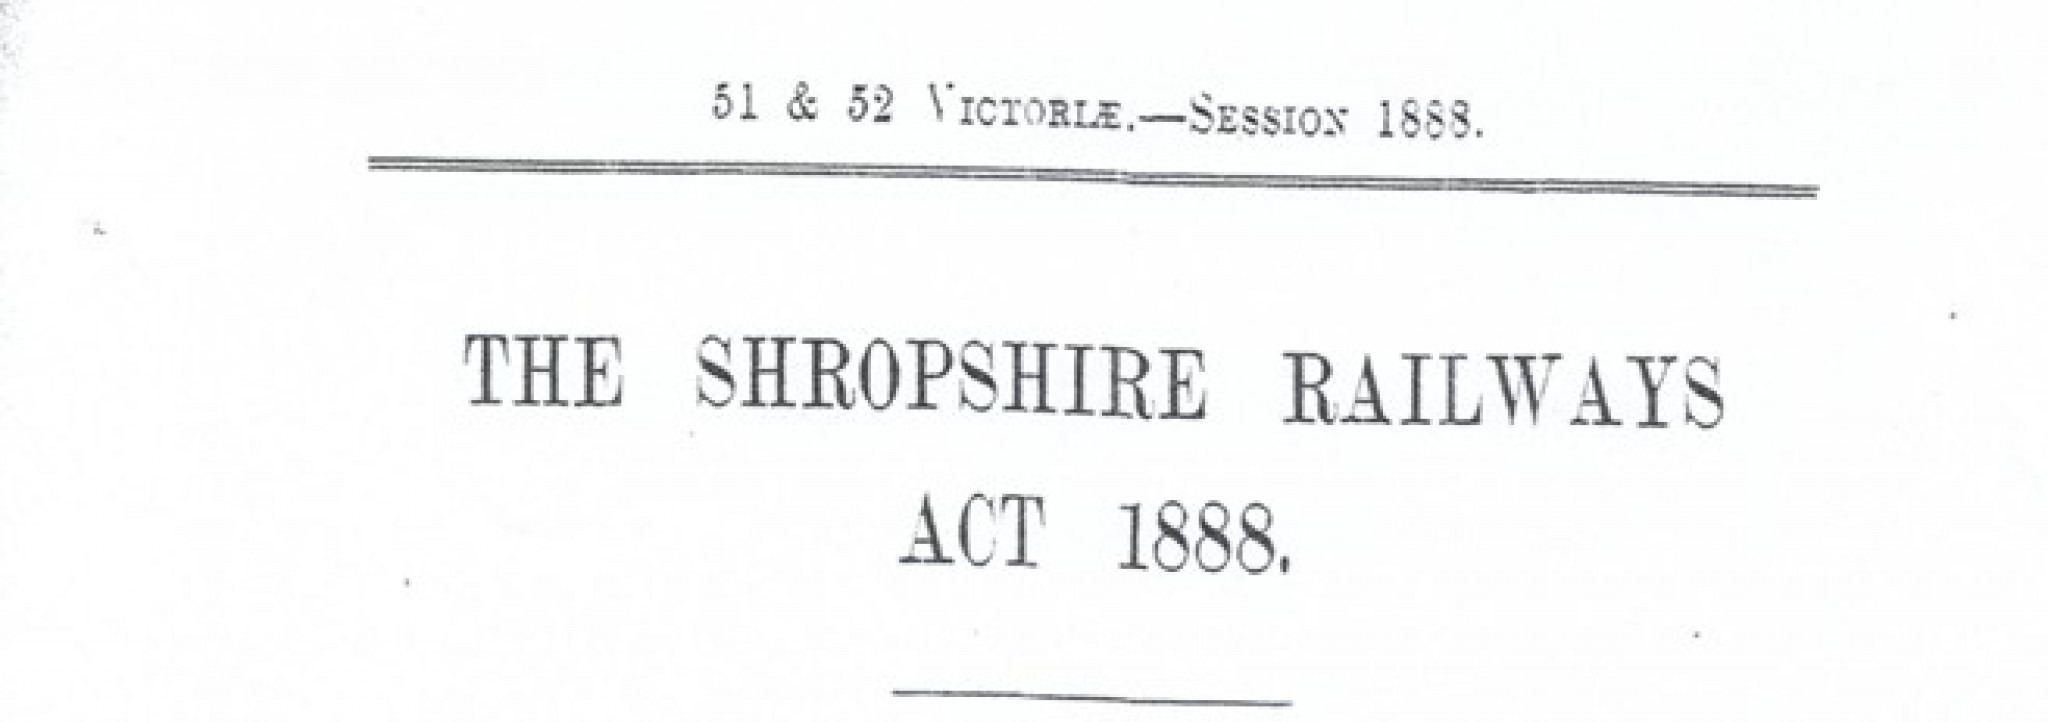 51 & 52 VICTORIÆ.—SESSION 1888.
THE SHROPSHIRE RAILWAYS
ACT 1888.